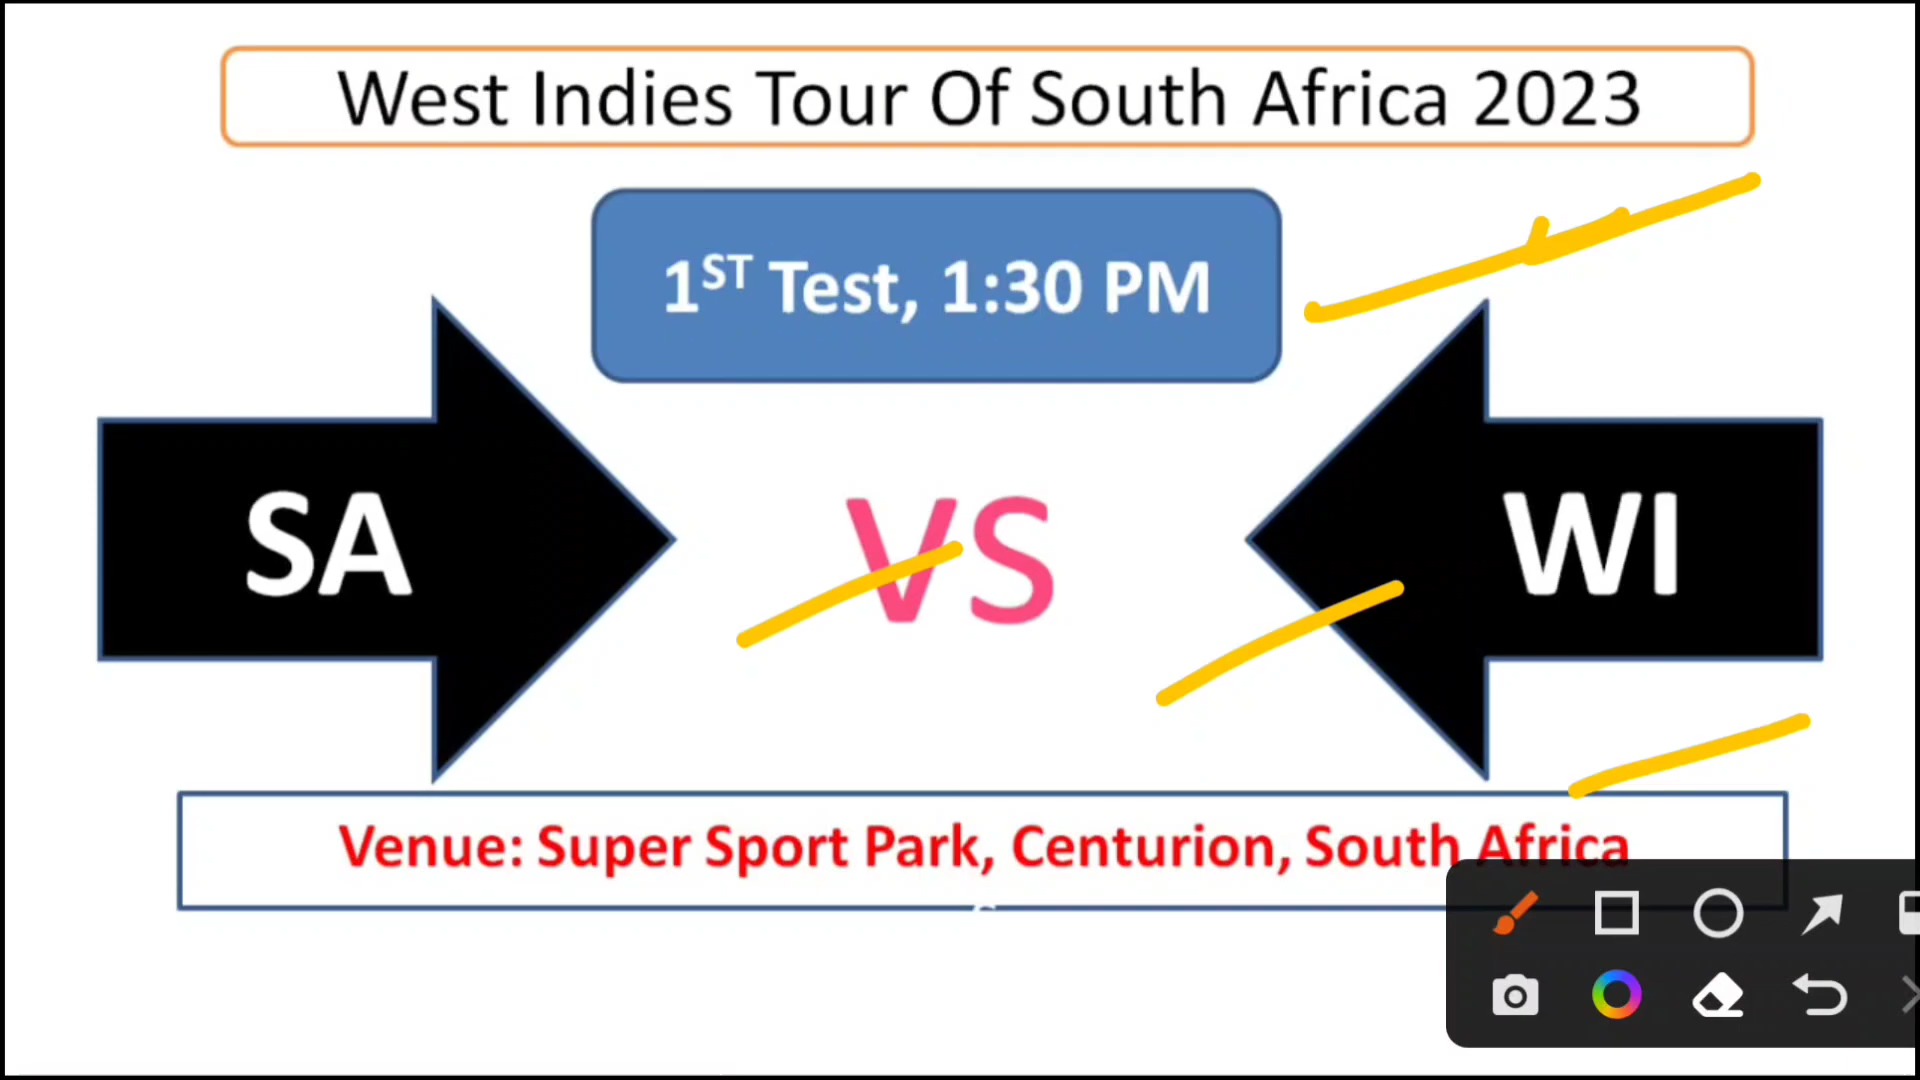 West Indies Tour Of South Africa 2023
1ST Test, 1:30 PM
SA
VS
WI
Venue: Super Sport Park, Centurion, South Africa